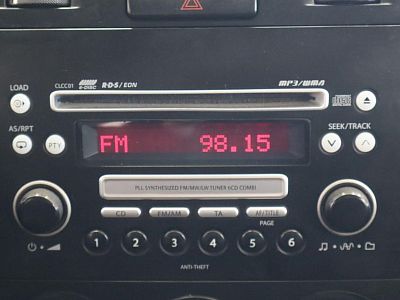 LOAD
CLCC01 6-DISC R·D·S/EON MP3/WMA
AS/RPT PTY
FM 98.15
SEEK/TRACK
PLL SYNTHESIZED FM/MW/LW TUNER 6CD COMBI
CD FM/AM TA AF/TITLE
PAGE
1 2 3 4 5 6
ANTI-THEFT